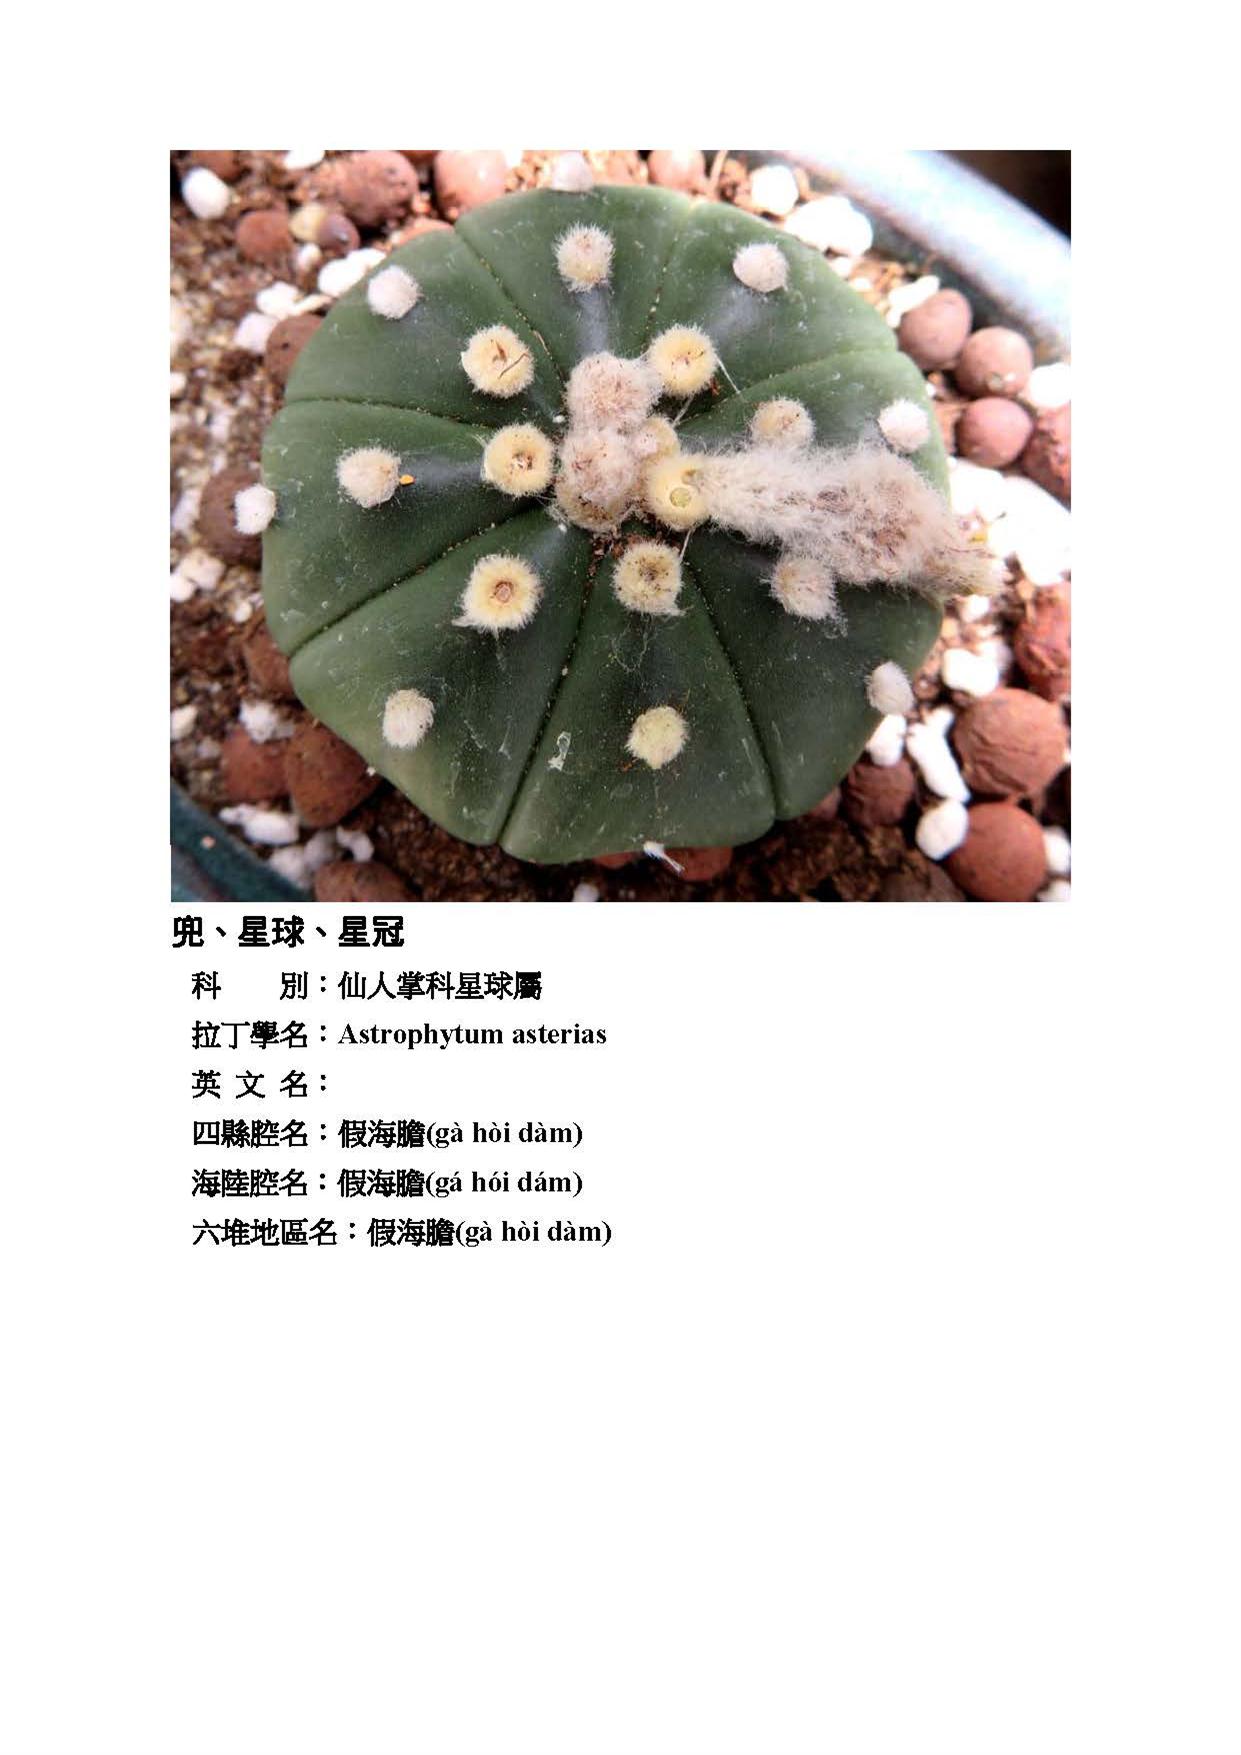 兜、星球、星冠
科　　別：仙人掌科星球屬
拉丁學名：Astrophytum asterias
英 文 名：
四縣腔名：假海膽(gà hòi dàm)
海陸腔名：假海膽(gá hói dám)
六堆地區名：假海膽(gà hòi dàm)